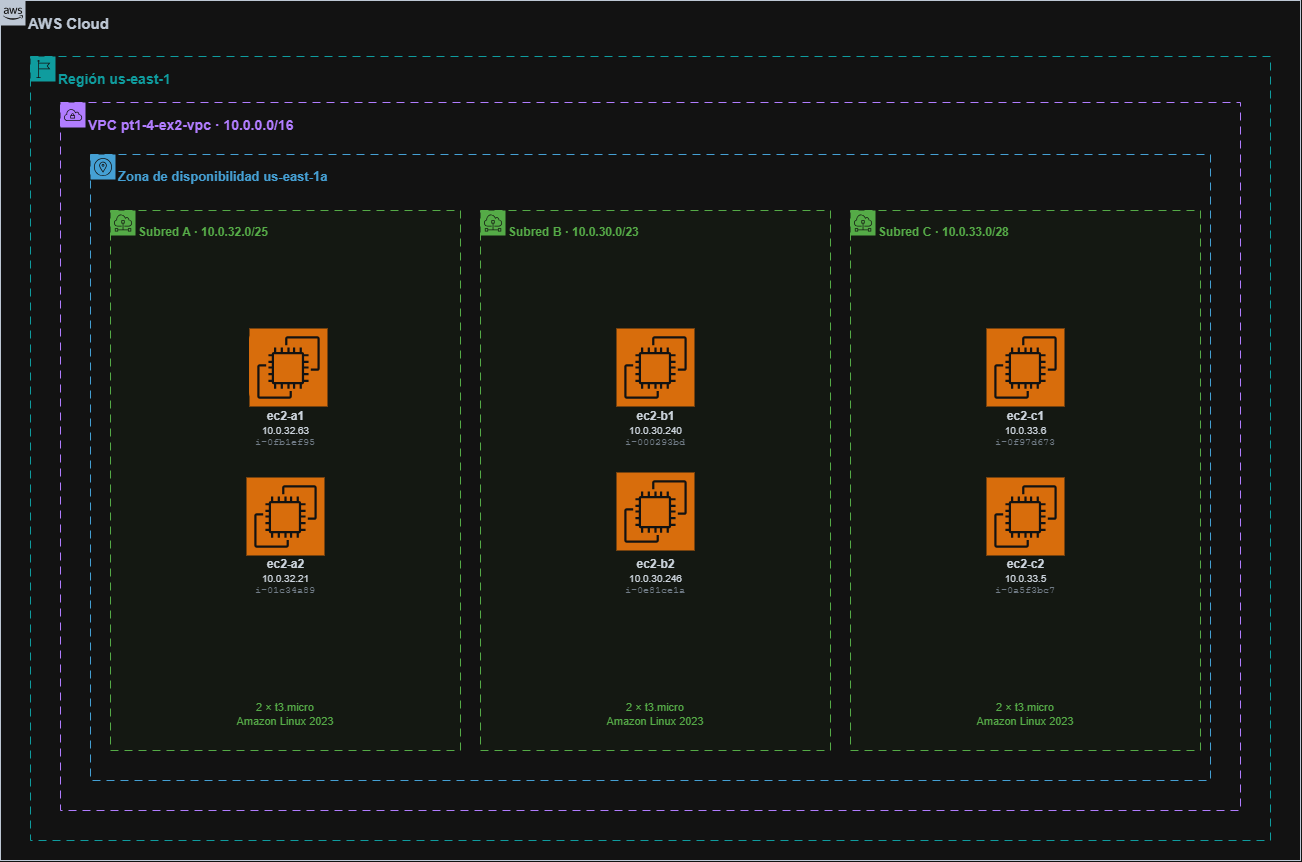 aws
AWS Cloud
Región us-east-1
VPC pt1-4-ex2-vpc · 10.0.0.0/16
Zona de disponibilidad us-east-1a
Subred A · 10.0.32.0/25
ec2-a1
10.0.32.63
i-0fb1ef95
ec2-a2
10.0.32.21
i-01c34a89
2 × t3.micro
Amazon Linux 2023
Subred B · 10.0.30.0/23
ec2-b1
10.0.30.240
i-000293bd
ec2-b2
10.0.30.246
i-0e81ce1a
2 × t3.micro
Amazon Linux 2023
Subred C · 10.0.33.0/28
ec2-c1
10.0.33.6
i-0f97d673
ec2-c2
10.0.33.5
i-0a5f3bc7
2 × t3.micro
Amazon Linux 2023